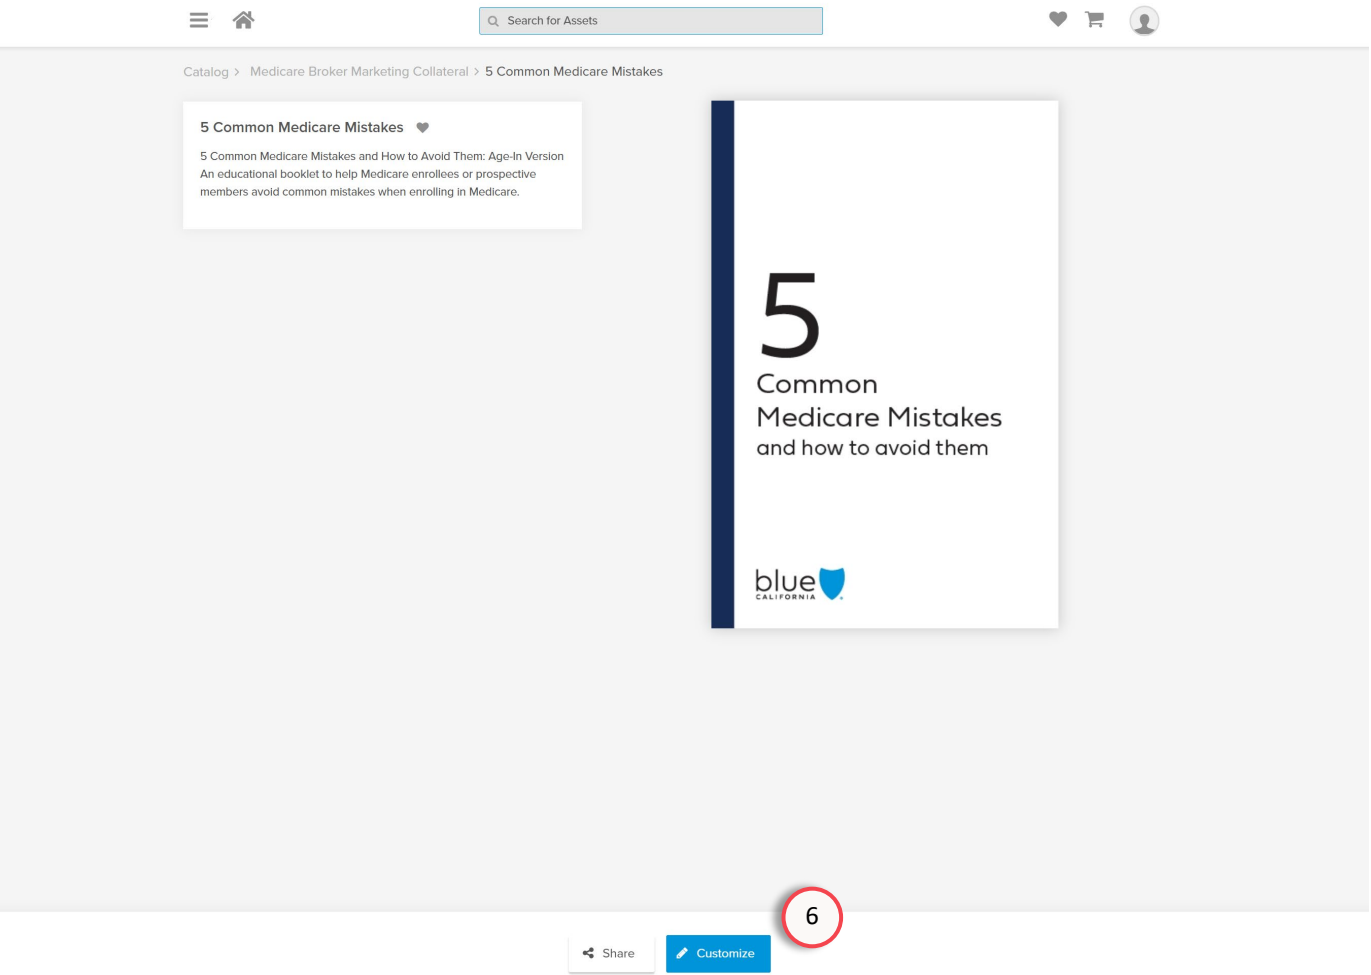 Search for Assets
Catalog > Medicare Broker Marketing Collateral > 5 Common Medicare Mistakes
5 Common Medicare Mistakes
5 Common Medicare Mistakes and How to Avoid Them: Age-In Version
An educational booklet to help Medicare enrollees or prospective
members avoid common mistakes when enrolling in Medicare.
5
Common
Medicare Mistakes
and how to avoid them
blue
CALIFORNIA
6
Share
Customize